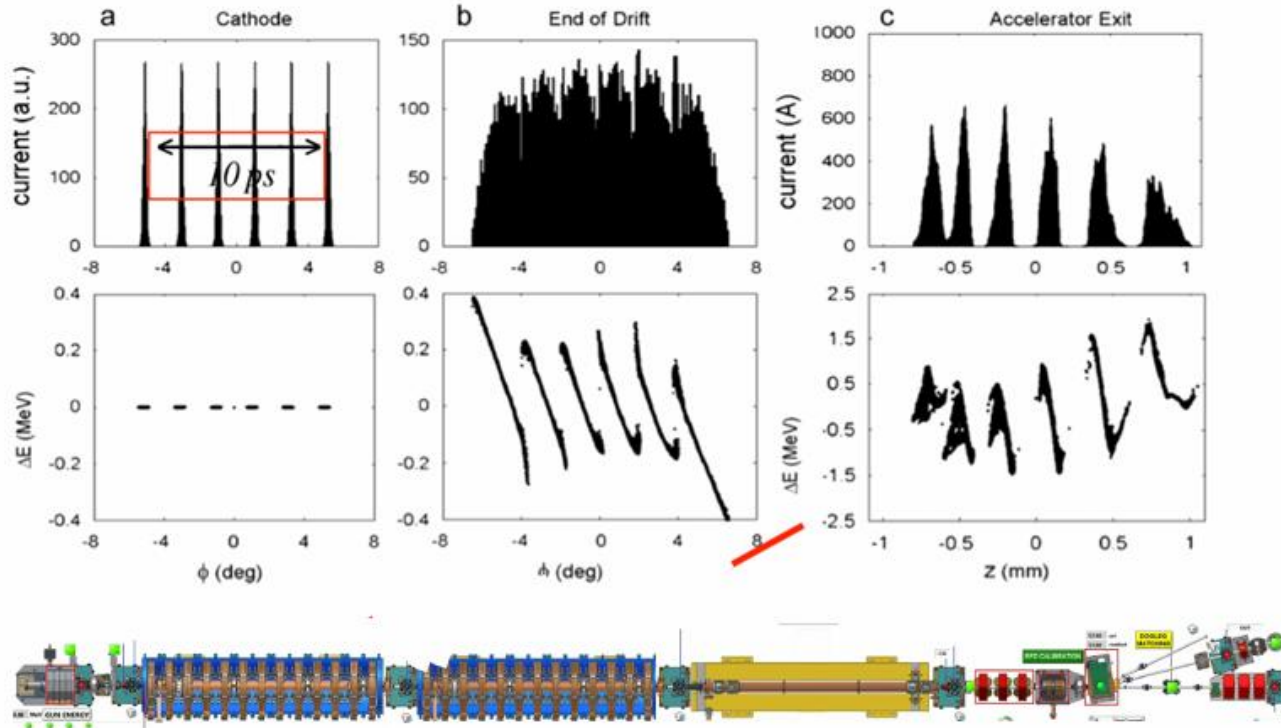 a Cathode
b End of Drift
c Accelerator Exit
current (a.u.)
300
200
100
0
10 ps
-8 -4 0 4 8
150
125
100
75
50
25
0
-8 -4 0 4 8
current (A)
1000
800
600
400
200
0
-1 -0.5 0 0.5 1
ΔE (MeV)
0.4
0.2
0
-0.2
-0.4
-8 -4 0 4 8
ϕ (deg)
0.4
0.2
0
-0.2
-0.4
-8 -4 0 4 8
(deg)
ΔE (MeV)
2.5
1.5
0.5
-0.5
-1.5
-2.5
-1 -0.5 0 0.5 1
z (mm)
GUN ENERGY
RFD CALIBRATION
DOGLEG
MATCHING